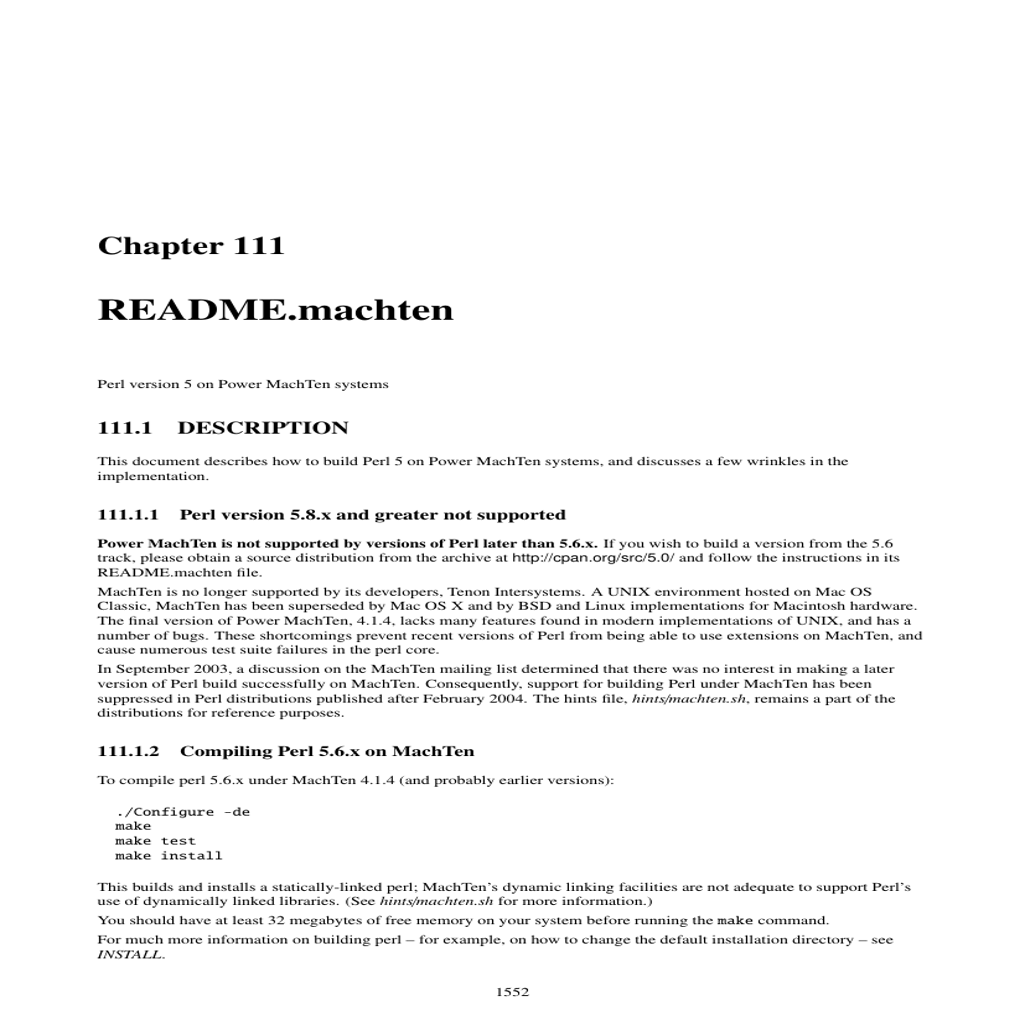 Chapter 111
README.machten
Perl version 5 on Power MachTen systems
111.1 DESCRIPTION
This document describes how to build Perl 5 on Power MachTen systems, and discusses a few wrinkles in the
implementation.
111.1.1 Perl version 5.8.x and greater not supported
Power MachTen is not supported by versions of Perl later than 5.6.x. If you wish to build a version from the 5.6
track, please obtain a source distribution from the archive at http://cpan.org/src/5.0/ and follow the instructions in its
README.machten file.
MachTen is no longer supported by its developers, Tenon Intersystems. A UNIX environment hosted on Mac OS
Classic, MachTen has been superseded by Mac OS X and by BSD and Linux implementations for Macintosh hardware.
The final version of Power MachTen, 4.1.4, lacks many features found in modern implementations of UNIX, and has a
number of bugs. These shortcomings prevent recent versions of Perl from being able to use extensions on MachTen, and
cause numerous test suite failures in the perl core.
In September 2003, a discussion on the MachTen mailing list determined that there was no interest in making a later
version of Perl build successfully on MachTen. Consequently, support for building Perl under MachTen has been
suppressed in Perl distributions published after February 2004. The hints file, hints/machten.sh, remains a part of the
distributions for reference purposes.
111.1.2 Compiling Perl 5.6.x on MachTen
To compile perl 5.6.x under MachTen 4.1.4 (and probably earlier versions):
./Configure -de
make
make test
make install
This builds and installs a statically-linked perl; MachTen's dynamic linking facilities are not adequate to support Perl's
use of dynamically linked libraries. (See hints/machten.sh for more information.)
You should have at least 32 megabytes of free memory on your system before running the make command.
For much more information on building perl – for example, on how to change the default installation directory – see
INSTALL.
1552